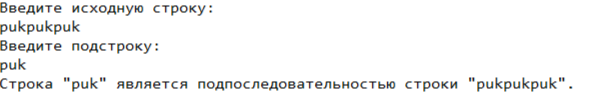 Введите исходную строку:
pukpukpuk
Введите подстроку:
puk
Строка "puk" является подпоследовательностью строки "pukpukpuk".